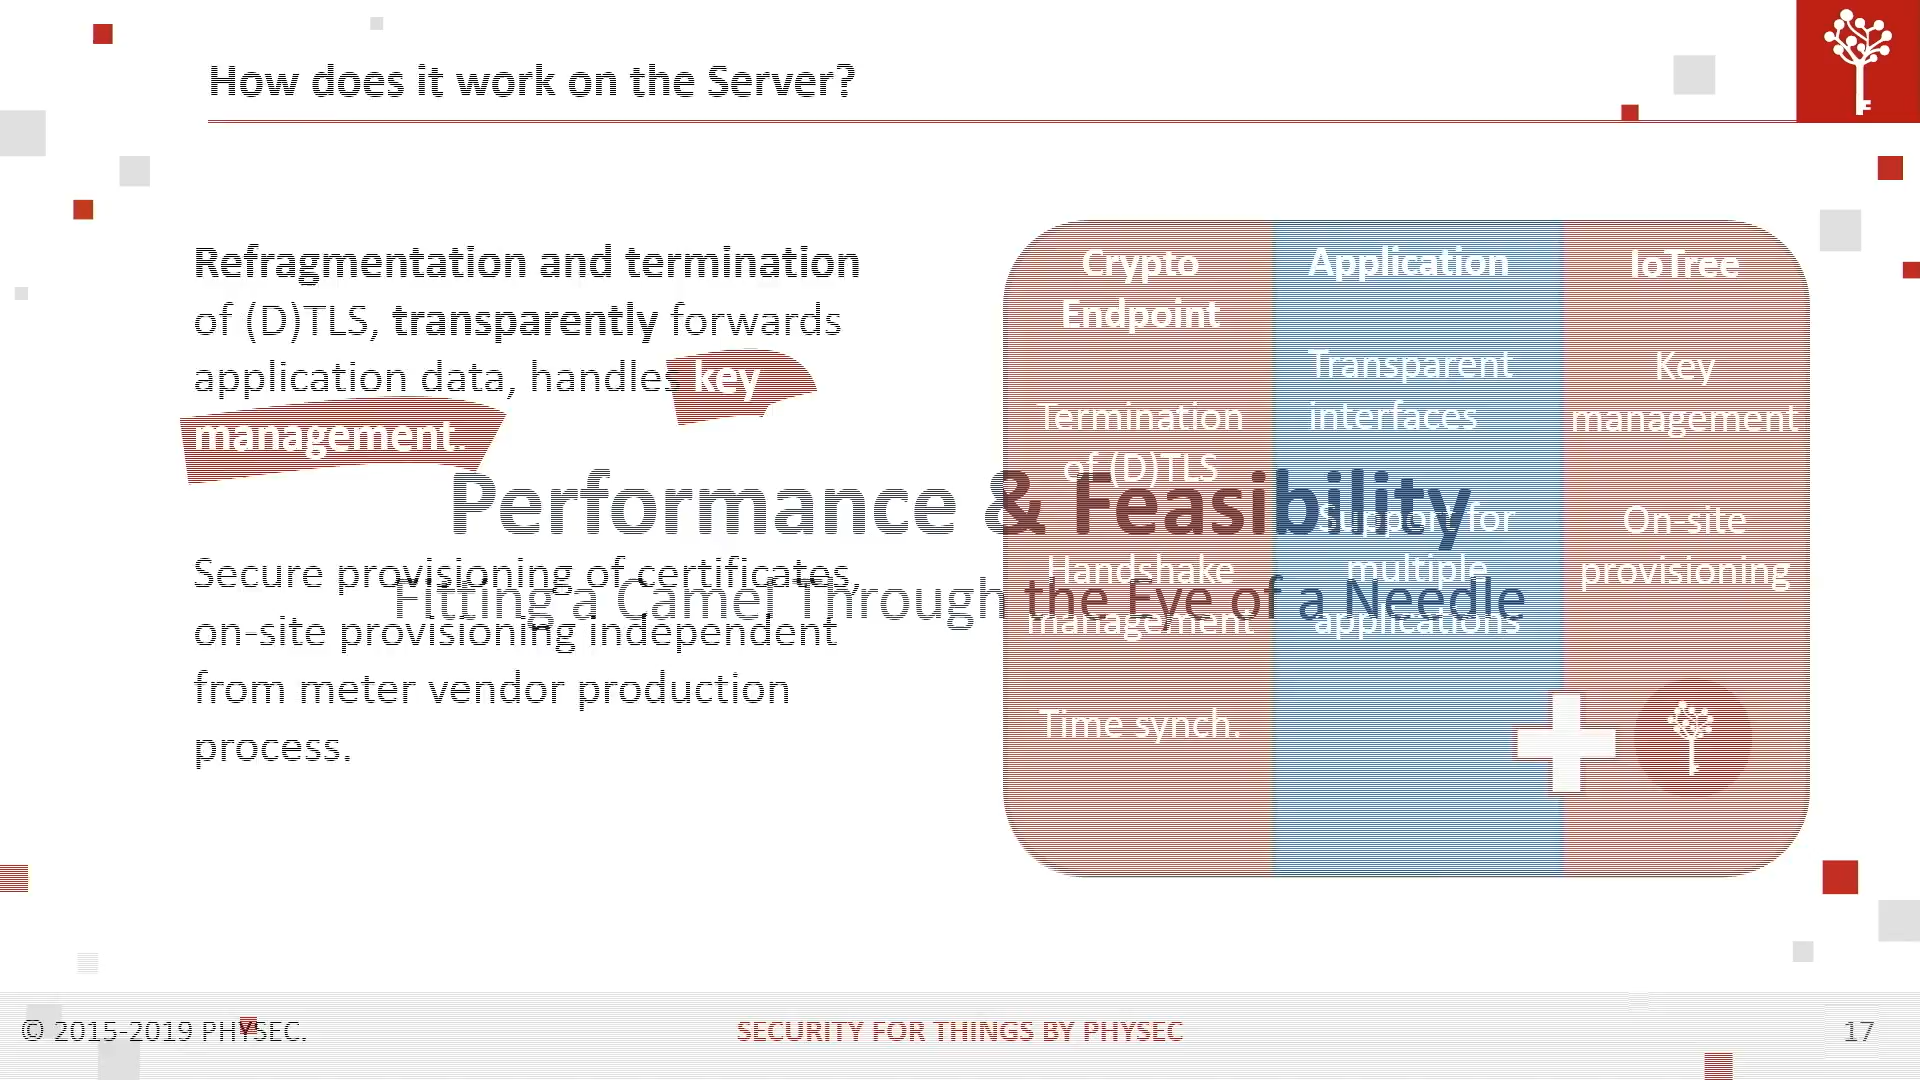 How does it work on the Server?
Refragmentation and termination
of (D)TLS, transparently forwards
application data, handles key
management.
Secure provisioning of certificates,
on-site provisioning independent
from meter vendor production
process.
Performance & Feasibility
Fitting a Camel Through the Eye of a Needle
Crypto
Endpoint
Termination
of (D)TLS
Handshake
management
Time synch.
Application
Transparent
interfaces
Support for
multiple
applications
IoTree
Key
management
On-site
provisioning
© 2015-2019 PHYSEC.
SECURITY FOR THINGS BY PHYSEC
17